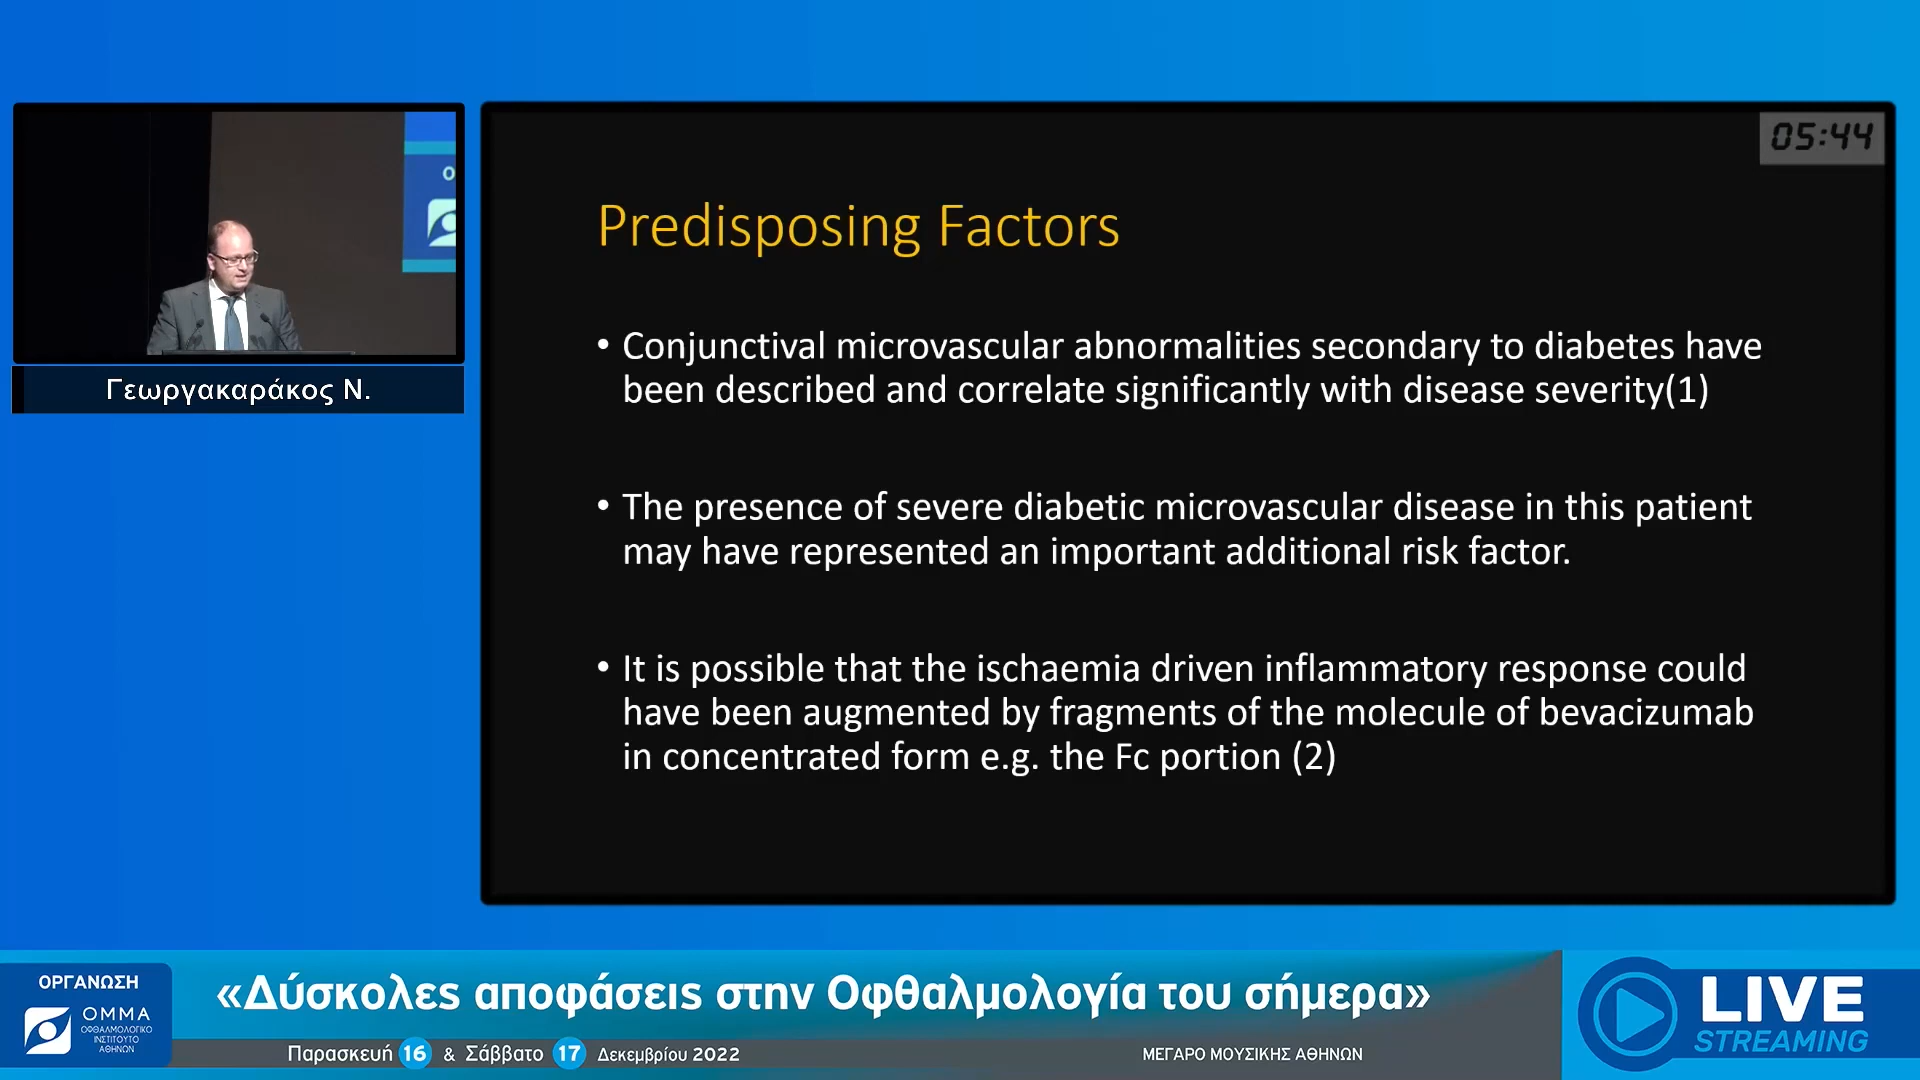 Ο
Γεωργακαράκος Ν.
05:44
Predisposing Factors
• Conjunctival microvascular abnormalities secondary to diabetes have
been described and correlate significantly with disease severity(1)
• The presence of severe diabetic microvascular disease in this patient
may have represented an important additional risk factor.
• It is possible that the ischaemia driven inflammatory response could
have been augmented by fragments of the molecule of bevacizumab
in concentrated form e.g. the Fc portion (2)
ΟΡΓΑΝΩΣΗ
ΟΜΜΑ
ΟΦΘΑΛΜΟΛΟΓΙΚΟ
ΙΝΣΤΙΤΟΥΤΟ
ΑΘΗΝΩΝ
«Δύσκολες αποφάσεις στην Οφθαλμολογία του σήμερα»
Παρασκευή 16 & Σάββατο 17 Δεκεμβρίου 2022
ΜΕΓΑΡΟ ΜΟΥΣΙΚΗΣ ΑΘΗΝΩΝ
LIVE
STREAMING